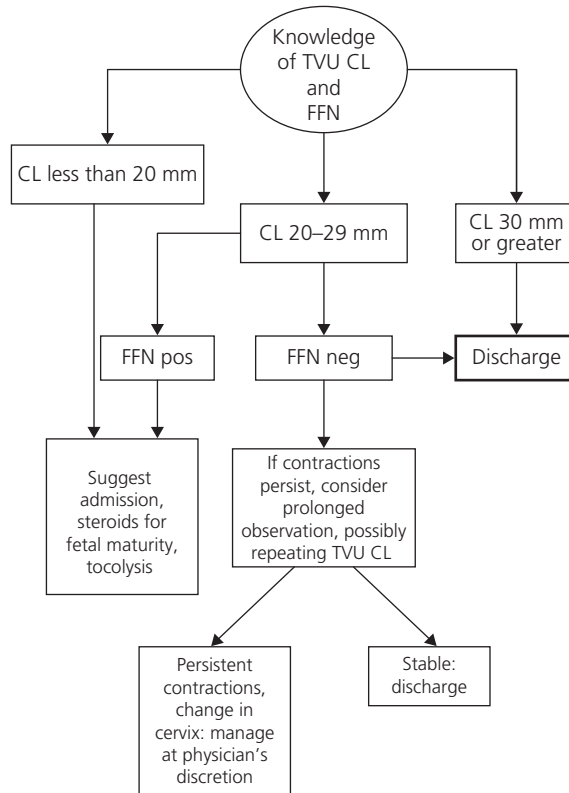 Knowledge
of TVU CL
and
FFN
CL less than 20 mm
CL 20–29 mm
CL 30 mm
or greater
FFN pos
FFN neg
Discharge
Suggest
admission,
steroids for
fetal maturity,
tocolysis
If contractions
persist, consider
prolonged
observation, possibly
repeating TVU CL
Persistent
contractions,
change in
cervix: manage
at physician’s
discretion
Stable:
discharge